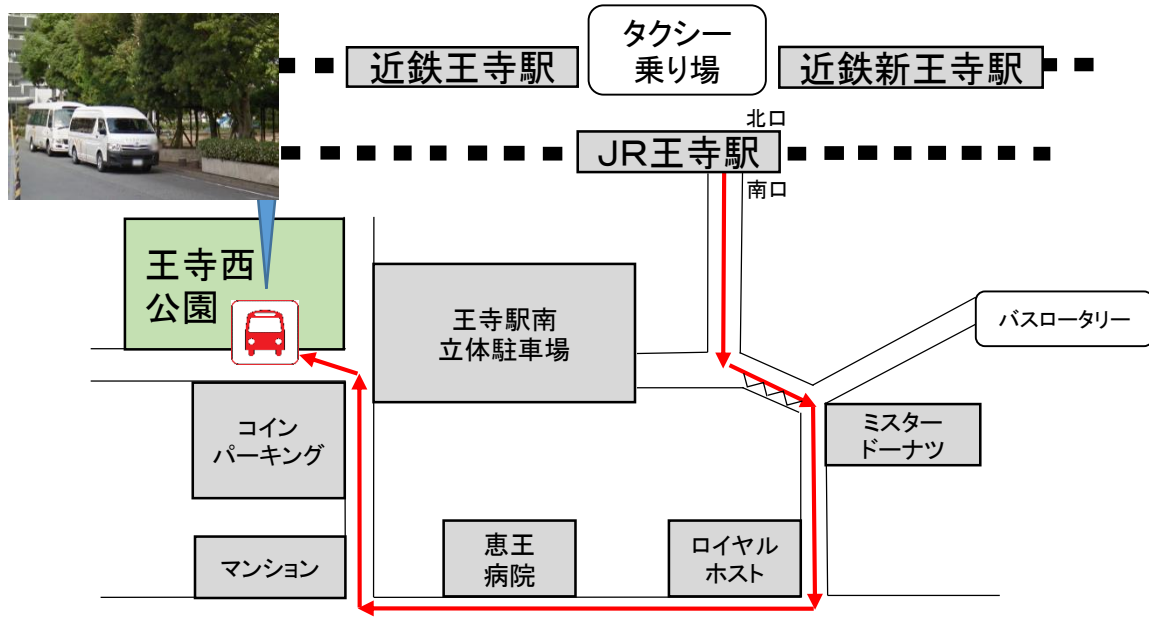 タクシー
乗り場
近鉄王寺駅
近鉄新王寺駅
北口
JR王寺駅
南口
王寺西
公園
王寺駅南
立体駐車場
バスロータリー
コイン
パーキング
ミスター
ドーナツ
マンション
恵王
病院
ロイヤル
ホスト